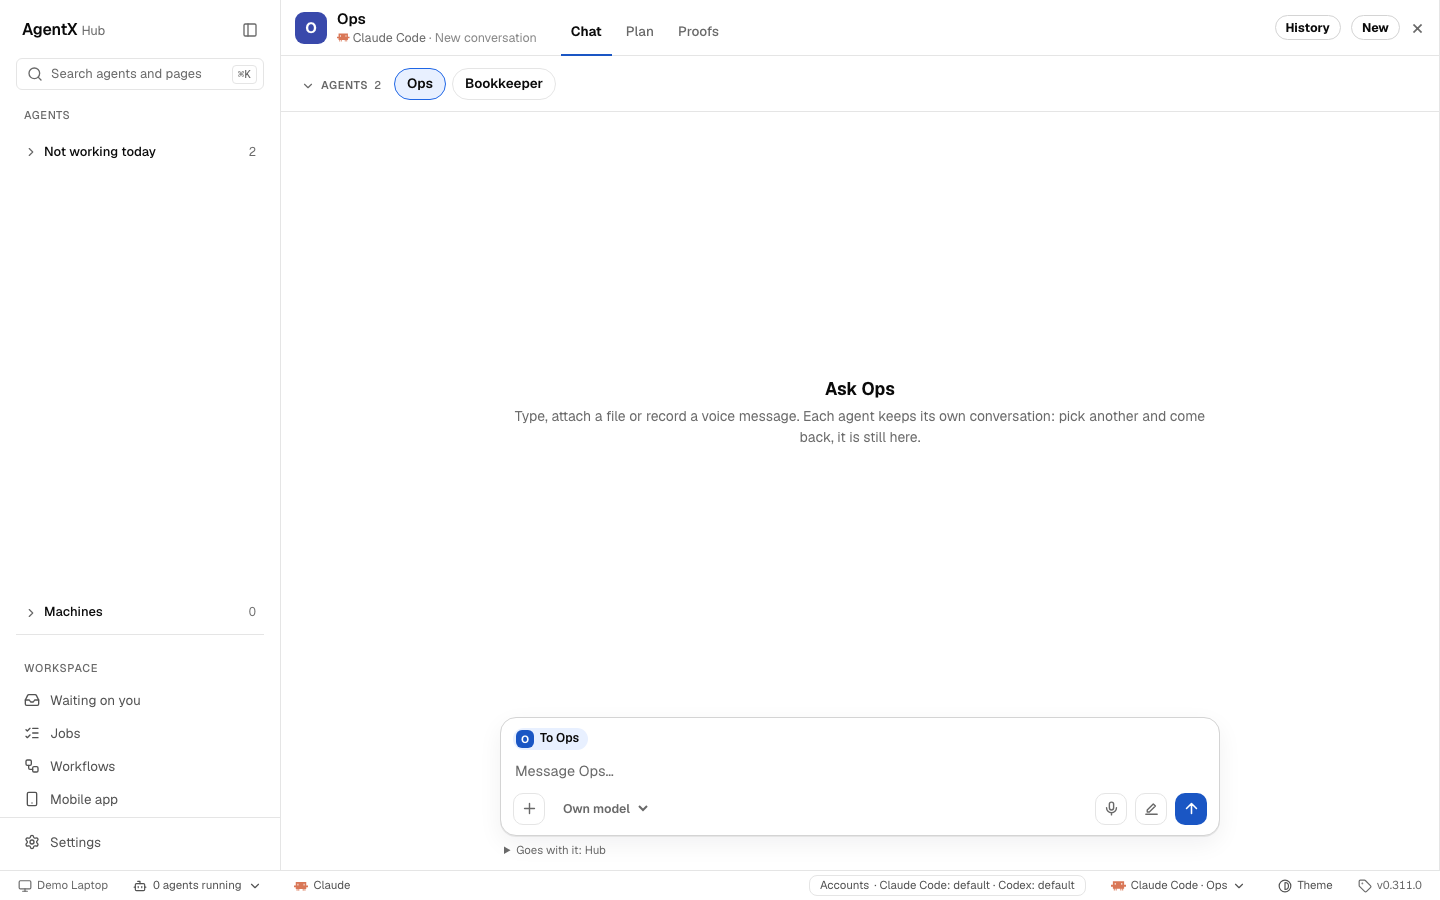 AgentX Hub
Search agents and pages ⌘K
AGENTS
Not working today 2
Machines 0
WORKSPACE
Waiting on you
Jobs
Workflows
Mobile app
Settings
O
Ops
Claude Code · New conversation
Chat Plan Proofs
History New
AGENTS 2 Ops Bookkeeper
Ask Ops
Type, attach a file or record a voice message. Each agent keeps its own conversation: pick another and come
back, it is still here.
O To Ops
Message Ops...
Own model
Goes with it: Hub
Demo Laptop 0 agents running Claude Accounts · Claude Code: default · Codex: default Claude Code · Ops Theme v0.311.0